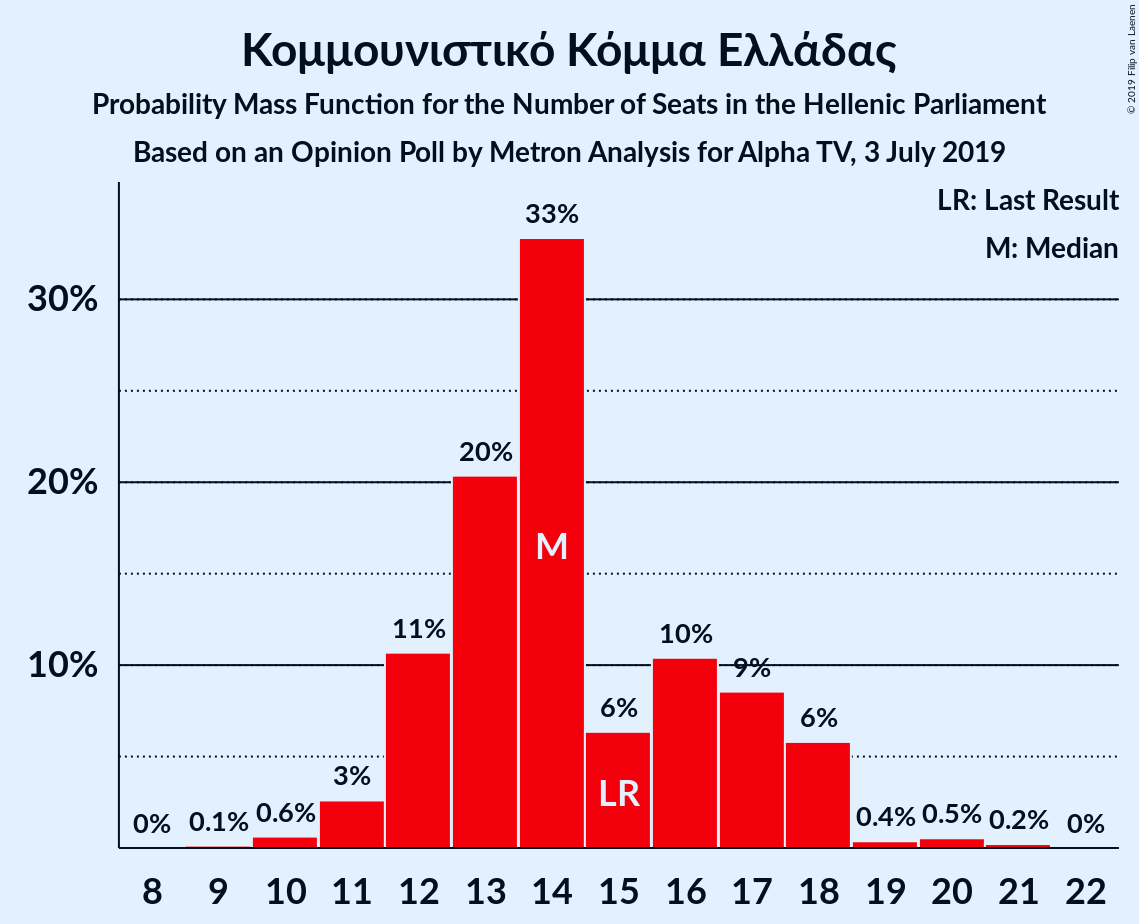 Κομμουνιστικό Κόμμα Ελλάδας
Probability Mass Function for the Number of Seats in the Hellenic Parliament
Based on an Opinion Poll by Metron Analysis for Alpha TV, 3 July 2019
© 2019 Filip van Laenen
LR: Last Result
M: Median
30%
20%
10%
0%
0.1%
0.6%
3%
11%
20%
33%
6%
10%
9%
6%
0.4%
0.5%
0.2%
0%
M
LR
8 9 10 11 12 13 14 15 16 17 18 19 20 21 22